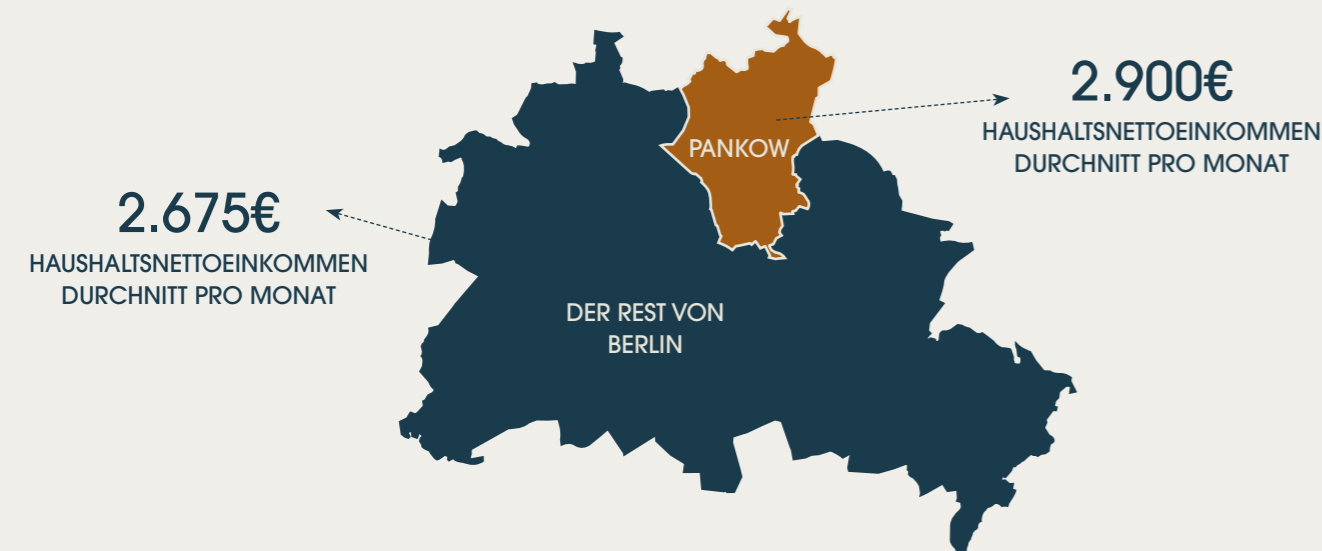 2.900€
HAUSHALTSNETTOEINKOMMEN
DURCHNITT PRO MONAT
PANKOW
2.675€
HAUSHALTSNETTOEINKOMMEN
DURCHNITT PRO MONAT
DER REST VON
BERLIN